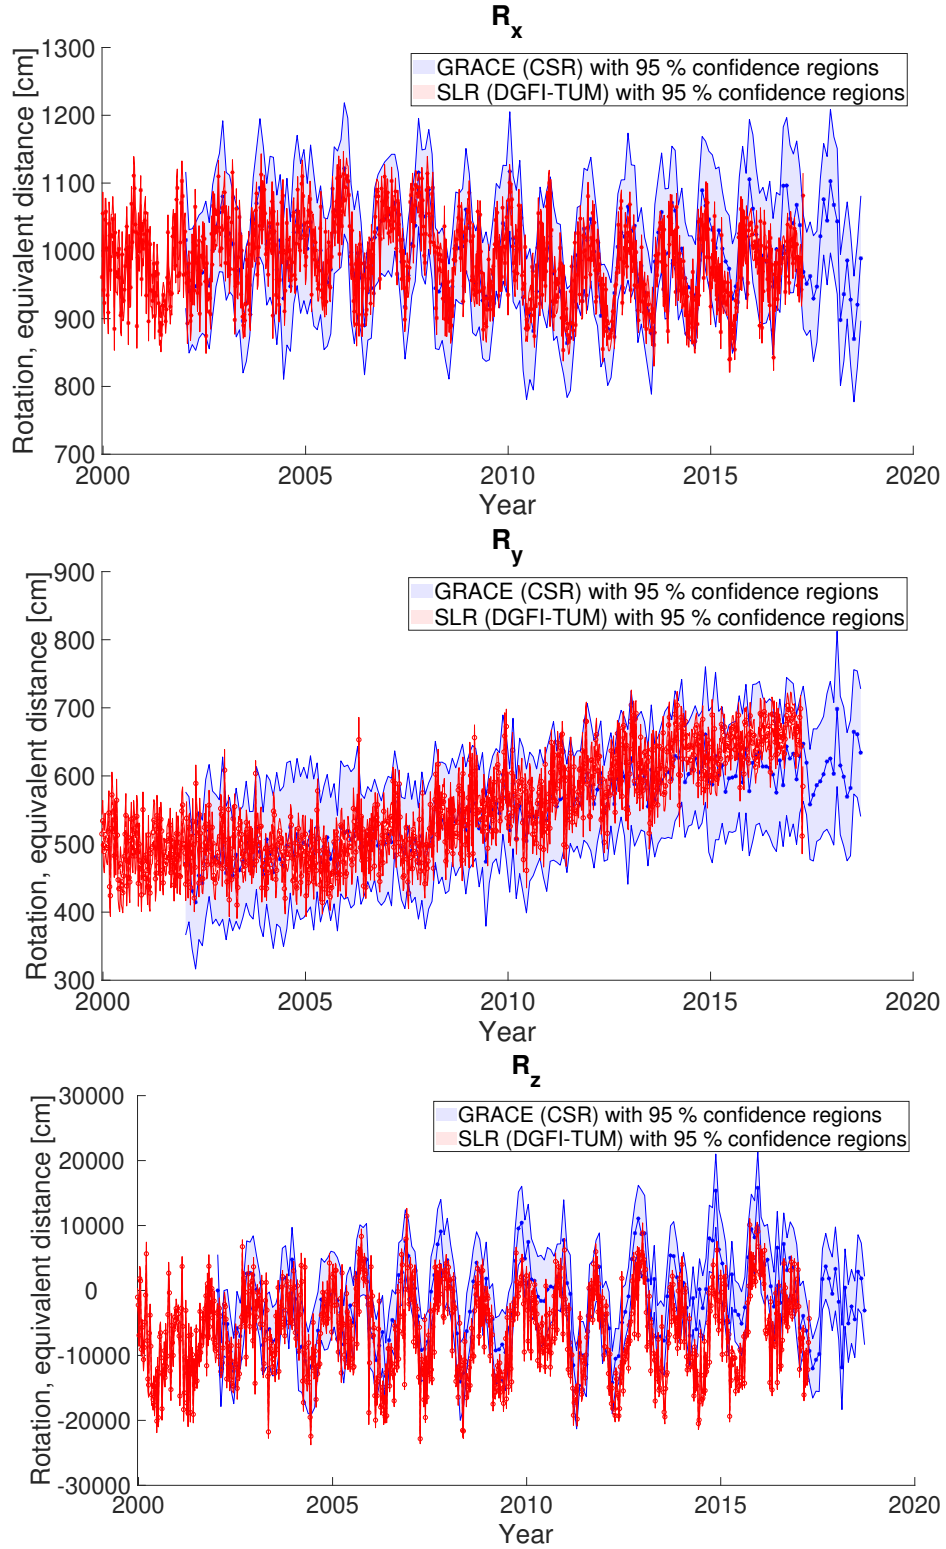 R_x
1300
1200
1100
1000
900
800
700
Rotation, equivalent distance [cm]
GRACE (CSR) with 95 % confidence regions
SLR (DGFI-TUM) with 95 % confidence regions
2000 2005 2010 2015 2020
Year
R_y
900
800
700
600
500
400
300
Rotation, equivalent distance [cm]
GRACE (CSR) with 95 % confidence regions
SLR (DGFI-TUM) with 95 % confidence regions
2000 2005 2010 2015 2020
Year
R_z
30000
20000
10000
0
-10000
-20000
-30000
Rotation, equivalent distance [cm]
GRACE (CSR) with 95 % confidence regions
SLR (DGFI-TUM) with 95 % confidence regions
2000 2005 2010 2015 2020
Year